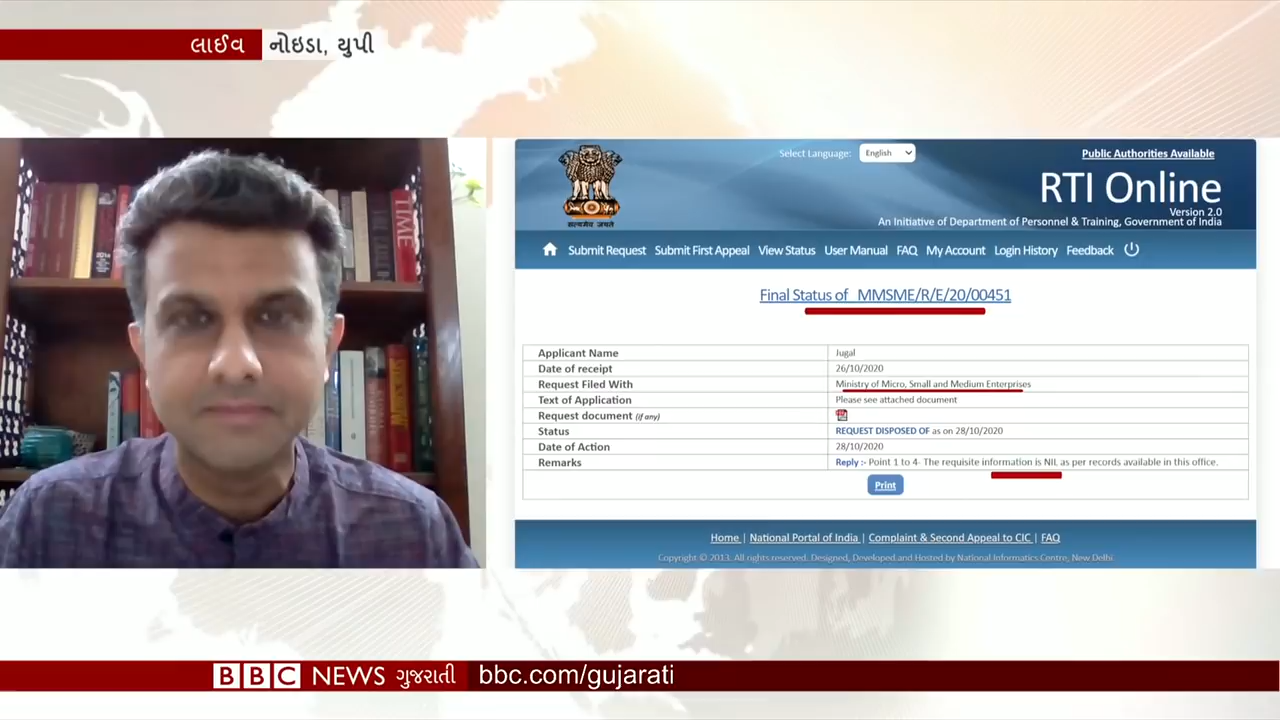 લાઈવ નોઇડા, યુપી
TIME
Select Language: English
Public Authorities Available
RTI Online
Version 2.0
An Initiative of Department of Personnel & Training, Government of India
सत्यमेव जयते
Submit Request Submit First Appeal View Status User Manual FAQ My Account Login History Feedback
Final Status of MMSME/R/E/20/00451
Applicant Name Jugal
Date of receipt 26/10/2020
Request Filed With Ministry of Micro, Small and Medium Enterprises
Text of Application Please see attached document
Request document (if any)
Status REQUEST DISPOSED OF as on 28/10/2020
Date of Action 28/10/2020
Remarks Reply :- Point 1 to 4- The requisite information is NIL as per records available in this office.
Print
Home | National Portal of India | Complaint & Second Appeal to CIC | FAQ
Copyright © 2013. All rights reserved. Designed, Developed and Hosted by National Informatics Centre, New Delhi.
BBC NEWS ગુજરાતી bbc.com/gujarati